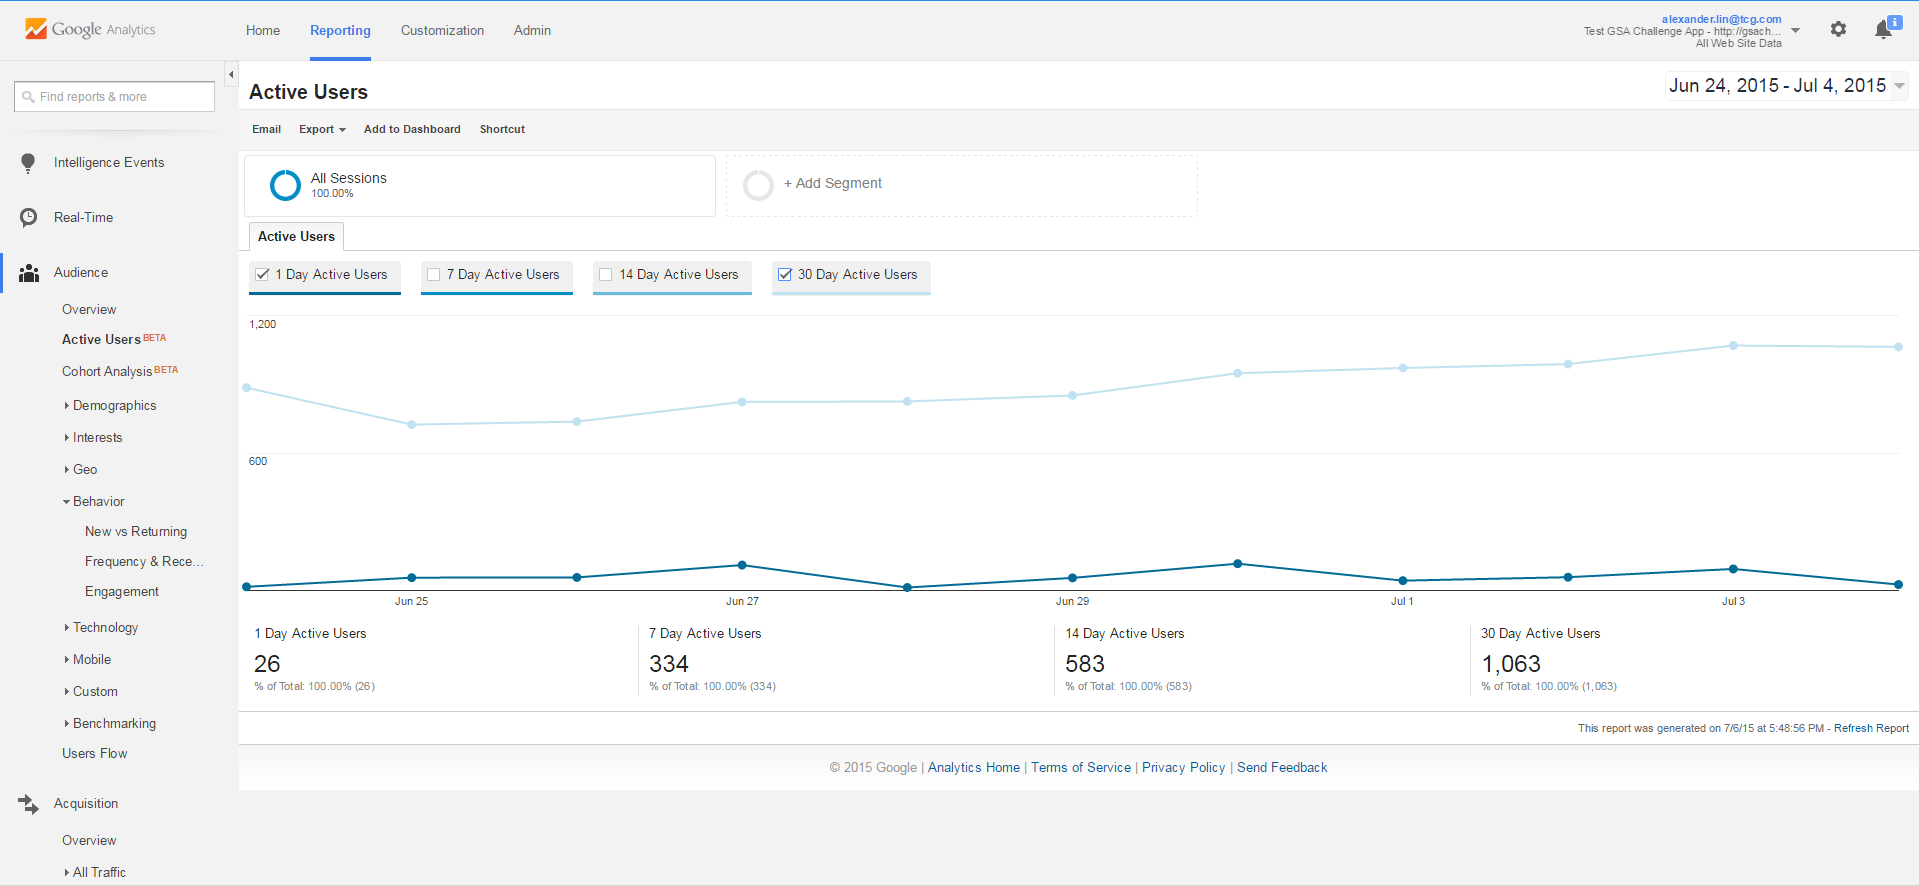 Google Analytics
Home Reporting Customization Admin
alexander.lin@tcg.com
Test GSA Challenge App - http://gsach...
All Web Site Data
i
Find reports & more
Intelligence Events
Real-Time
Audience
Overview
Active Users BETA
Cohort Analysis BETA
Demographics
Interests
Geo
Behavior
New vs Returning
Frequency & Rece...
Engagement
Technology
Mobile
Custom
Benchmarking
Users Flow
Acquisition
Overview
All Traffic
Active Users
Jun 24, 2015 - Jul 4, 2015
Email Export Add to Dashboard Shortcut
All Sessions
100.00%
+ Add Segment
Active Users
1 Day Active Users 7 Day Active Users 14 Day Active Users 30 Day Active Users
1,200
600
Jun 25 Jun 27 Jun 29 Jul 1 Jul 3
1 Day Active Users
26
% of Total: 100.00% (26)
7 Day Active Users
334
% of Total: 100.00% (334)
14 Day Active Users
583
% of Total: 100.00% (583)
30 Day Active Users
1,063
% of Total: 100.00% (1,063)
This report was generated on 7/6/15 at 5:48:56 PM - Refresh Report
© 2015 Google | Analytics Home | Terms of Service | Privacy Policy | Send Feedback